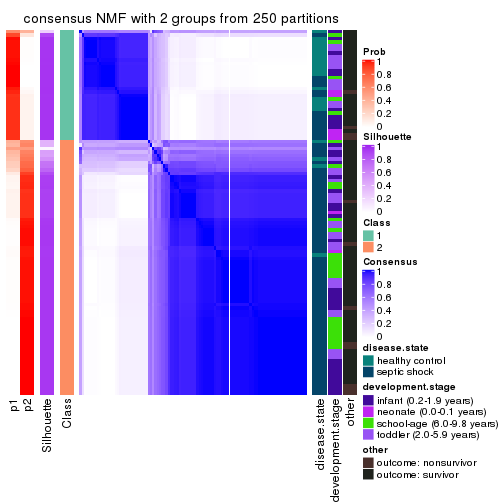 consensus NMF with 2 groups from 250 partitions
Prob
1
0.8
0.6
0.4
0.2
0
Silhouette
1
0.8
0.6
0.4
0.2
0
Class
1
2
Consensus
1
0.8
0.6
0.4
0.2
0
disease.state
healthy control
septic shock
development.stage
infant (0.2-1.9 years)
neonate (0.0-0.1 years)
school-age (6.0-9.8 years)
toddler (2.0-5.9 years)
other
outcome: nonsurvivor
outcome: survivor
p1
p2
Silhouette
Class
disease.state
development.stage
other